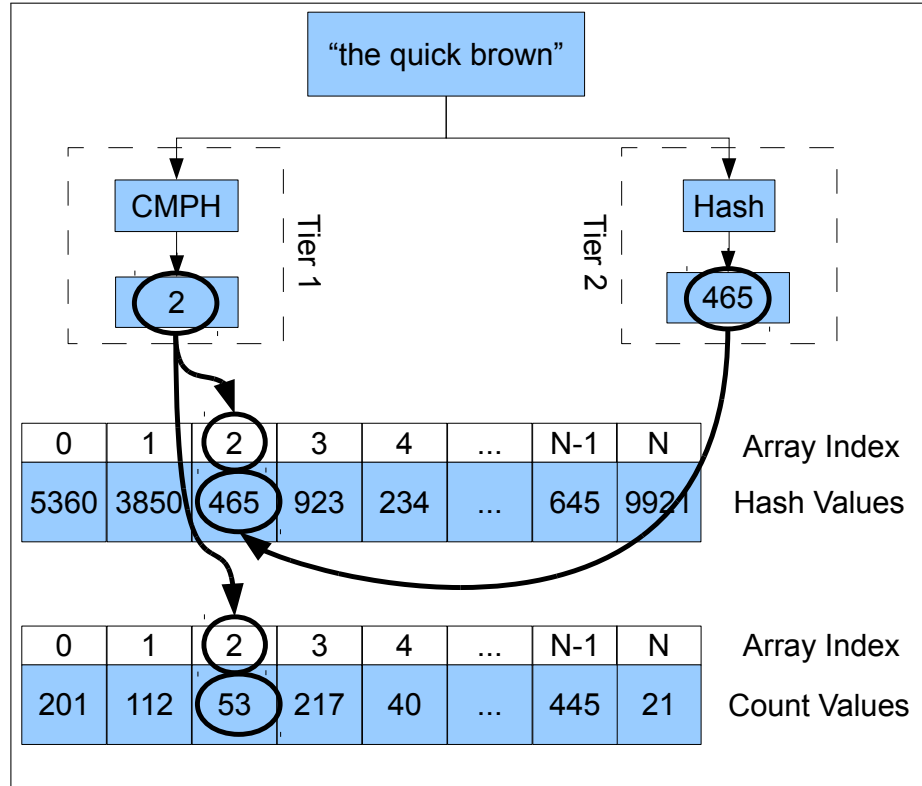 “the quick brown”
CMPH
Hash
Tier 1
Tier 2
2
465
0 1 2 3 4 ... N-1 N Array Index
5360 3850 465 923 234 ... 645 9921 Hash Values
0 1 2 3 4 ... N-1 N Array Index
201 112 53 217 40 ... 445 21 Count Values